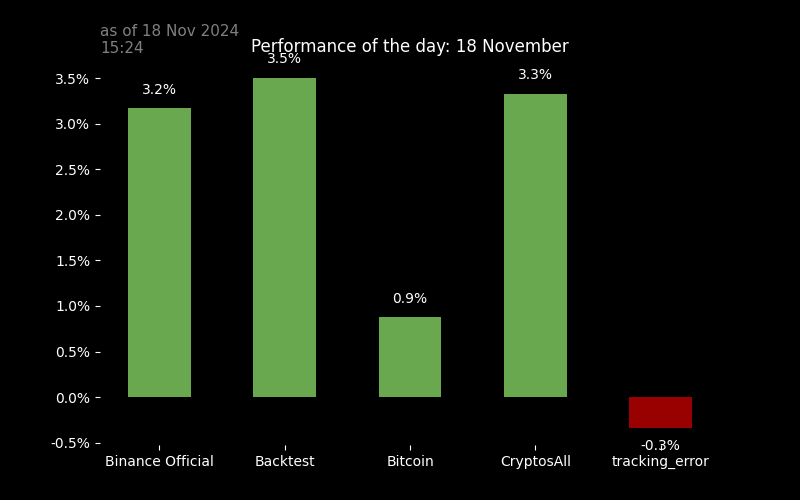 as of 18 Nov 2024
15:24
Performance of the day: 18 November
3.5%
3.0%
2.5%
2.0%
1.5%
1.0%
0.5%
0.0%
-0.5%
3.2%
3.5%
0.9%
3.3%
-0.3%
Binance Official
Backtest
Bitcoin
CryptosAll
tracking_error